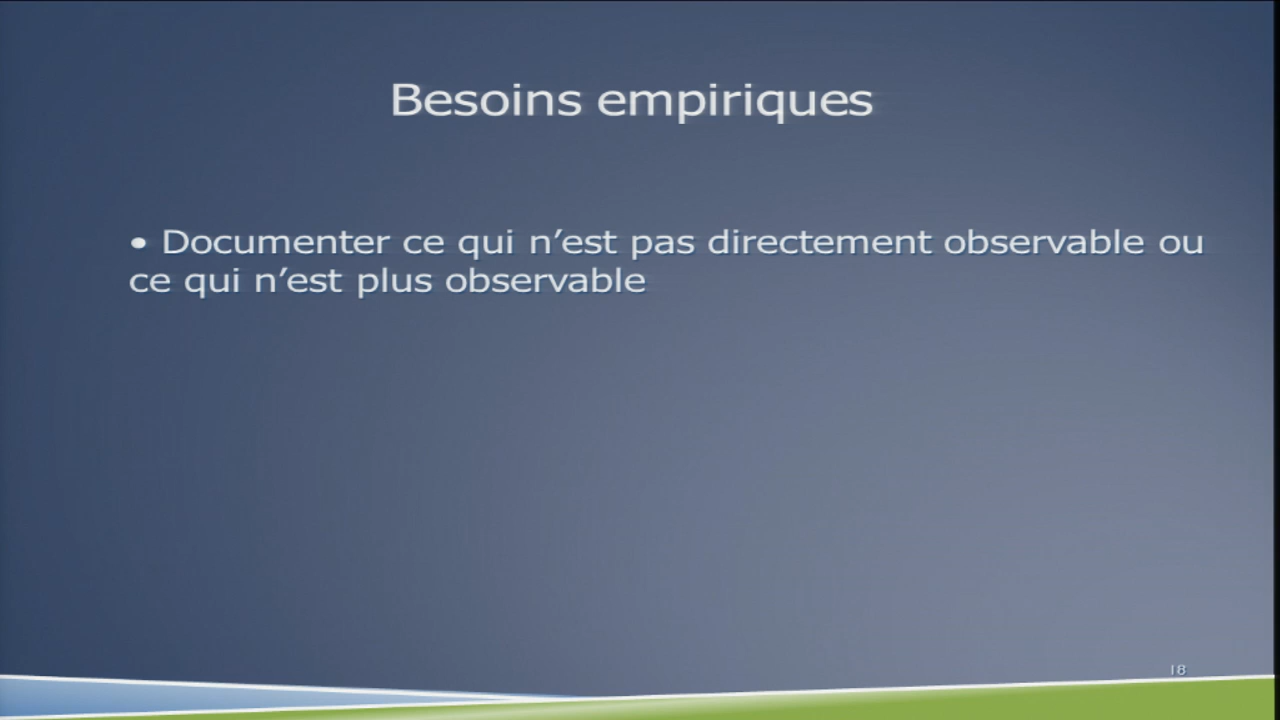 Besoins empiriques
• Documenter ce qui n’est pas directement observable ou
ce qui n’est plus observable
18